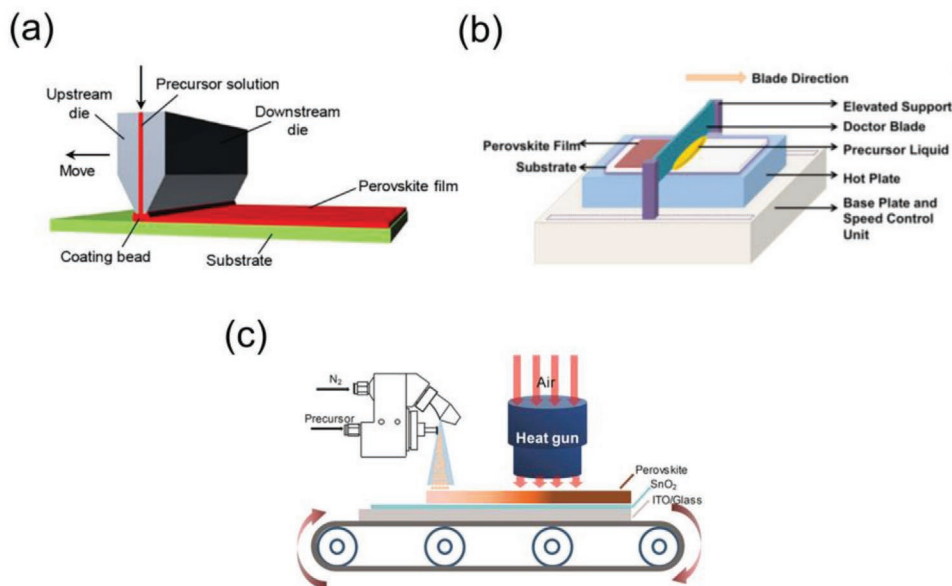 (a)
Precursor solution
Upstream
die
Downstream
die
Move
Perovskite film
Coating bead
Substrate
(b)
Blade Direction
Elevated Support
Doctor Blade
Perovskite Film
Precursor Liquid
Substrate
Hot Plate
Base Plate and
Speed Control
Unit
(c)
N2
Air
Precursor
Heat gun
Perovskite
SnO2
ITO/Glass